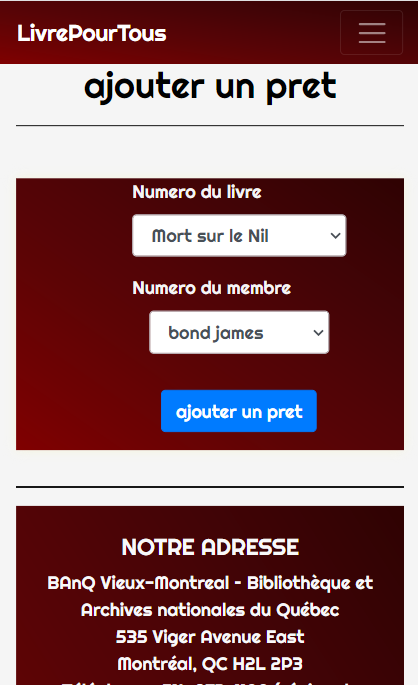 LivrePourTous
ajouter un pret
Numero du livre
Mort sur le Nil
Numero du membre
bond james
ajouter un pret
NOTRE ADRESSE
BAnQ Vieux-Montreal - Bibliothèque et
Archives nationales du Québec
535 Viger Avenue East
Montréal, QC H2L 2P3